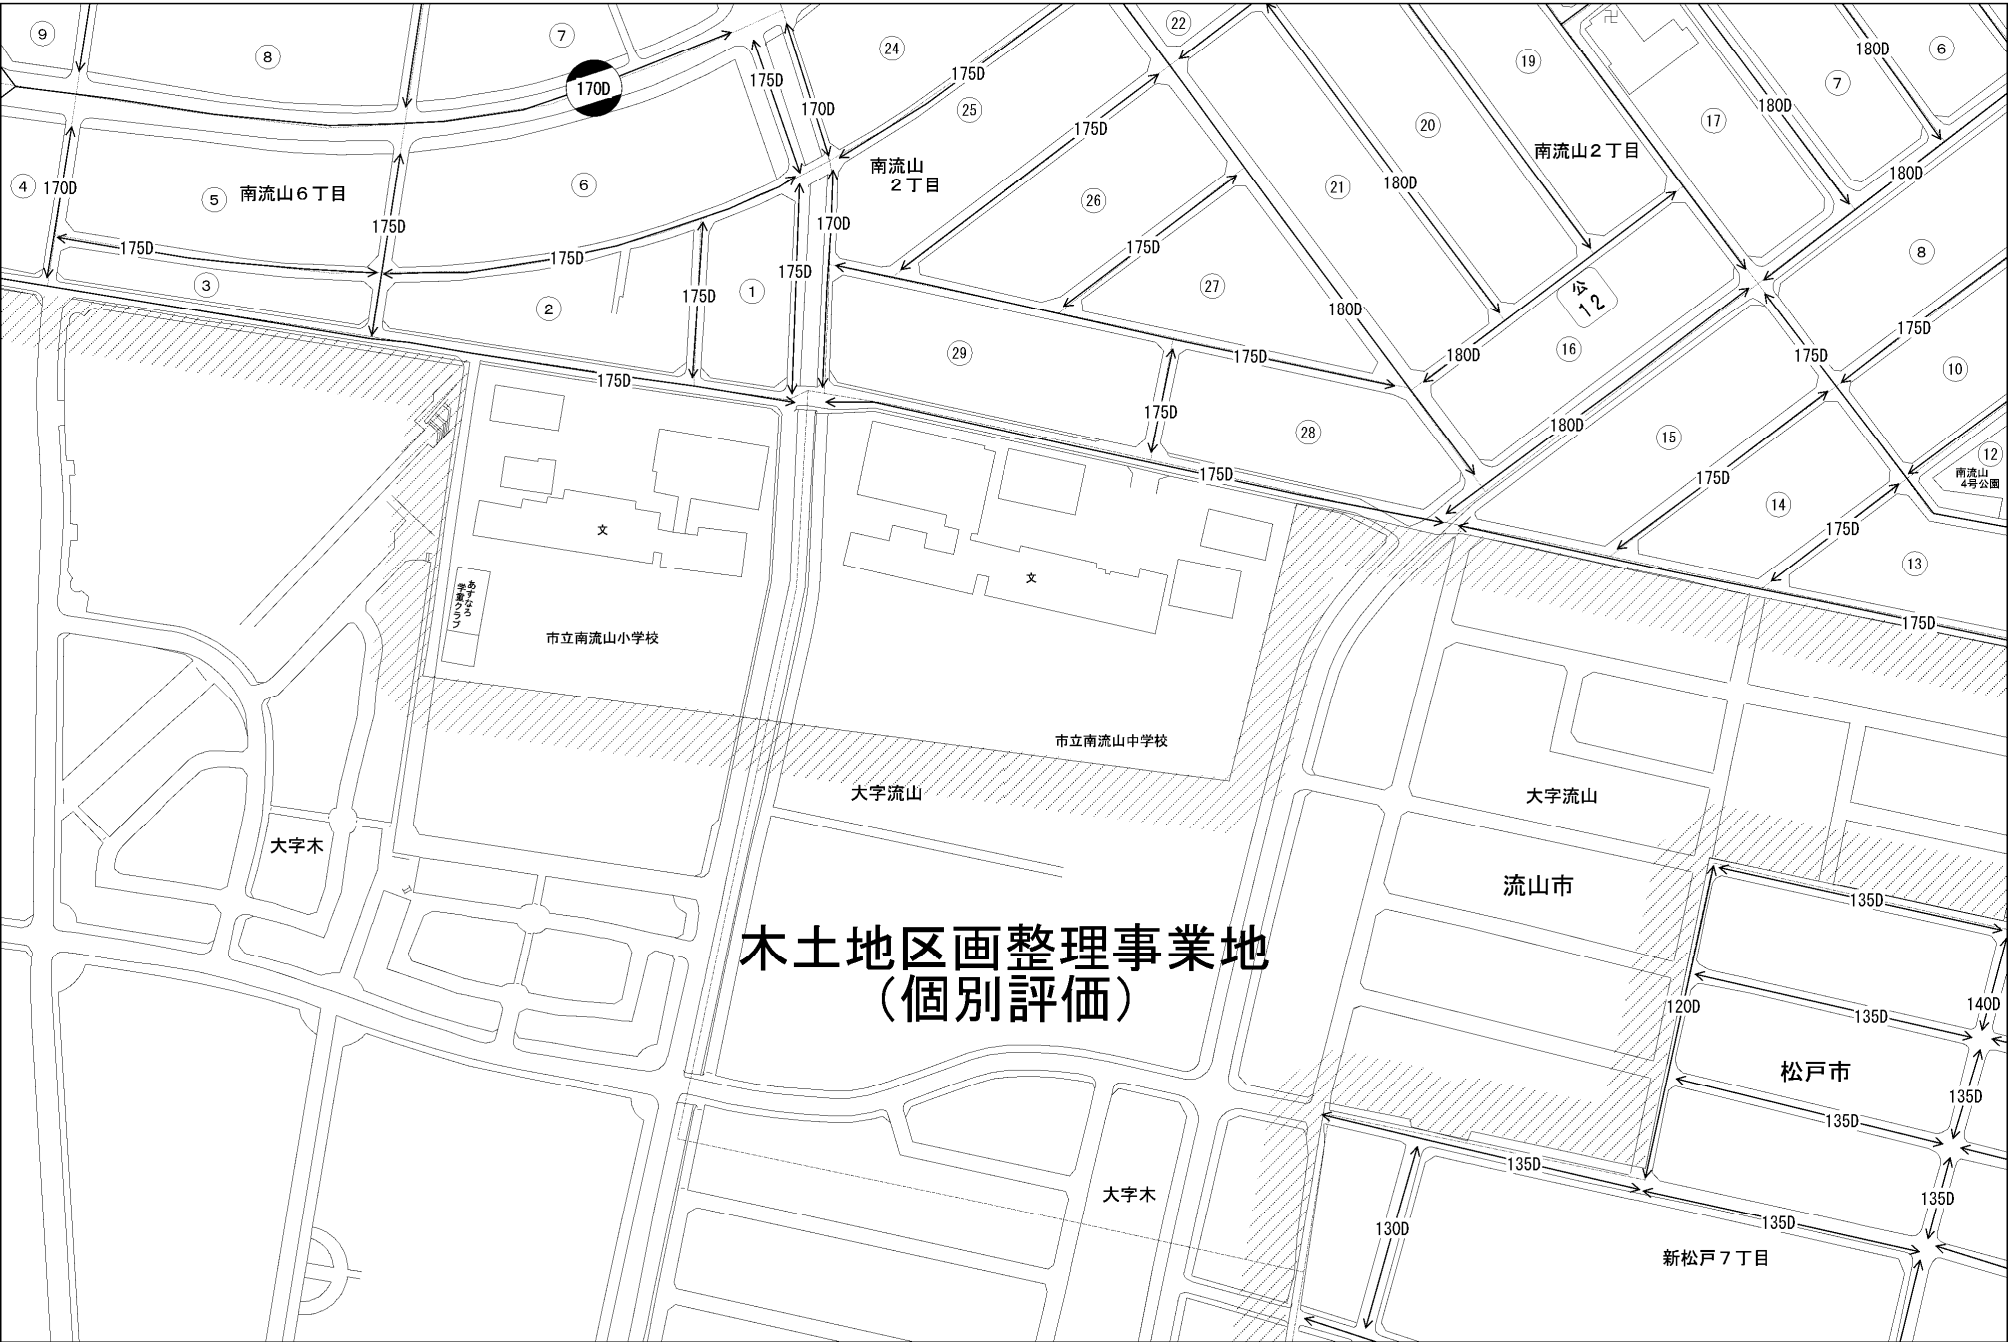 ⑨
⑧
⑦
㉔
㉒
⑲
卍
180D
⑥
170D
175D
170D
175D
㉕
175D
⑳
180D
⑰
⑦
④
170D
⑤
南流山6丁目
⑥
175D
南流山
2丁目
㉖
㉑
180D
南流山2丁目
180D
175D
175D
175D
170D
175D
175D
㉗
180D
公
12
⑧
③
②
175D
①
175D
㉙
175D
180D
⑯
175D
175D
⑩
175D
175D
㉘
180D
⑮
175D
⑫
南流山
4号公園
175D
⑭
175D
⑬
175D
文
文
あすなろ
学童クラブ
市立南流山小学校
市立南流山中学校
大字流山
大字流山
大字木
流山市
135D
木土地区画整理事業地
(個別評価)
120D
135D
140D
松戸市
135D
135D
135D
135D
大字木
130D
135D
新松戸7丁目